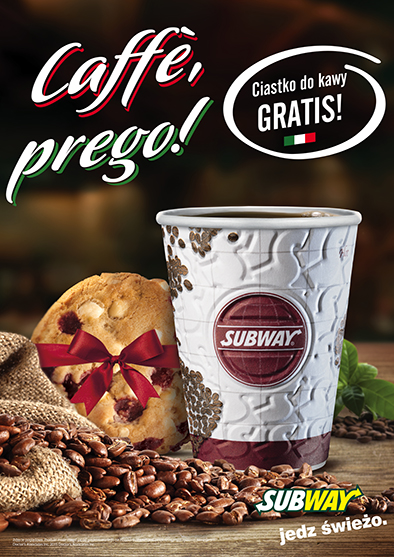 Caffè,
prego!
Ciastko do kawy
GRATIS!
SUBWAY
SUBWAY
jedz świeżo.